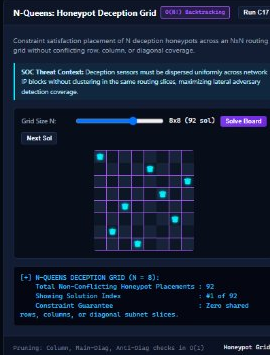 N-Queens: Honeypot Deception Grid
O(N!) Backtracking
Run C17
Constraint satisfaction placement of N deception honeypots across an NxN routing
grid without conflicting row, column, or diagonal coverage.
SOC Threat Context: Deception sensors must be dispersed uniformly across network
IP blocks without clustering in the same routing slices, maximizing lateral adversary
detection coverage.
Grid Size N:
8x8 (92 sol)
Solve Board
Next Sol
[+] N-QUEENS DECEPTION GRID (N = 8):
Total Non-Conflicting Honeypot Placements : 92
Showing Solution Index : #1 of 92
Constraint Guarantee : Zero shared
rows, columns, or diagonal subnet slices.
Pruning: Column, Main-Diag, Anti-Diag checks in O(1)
Honeypot Grid